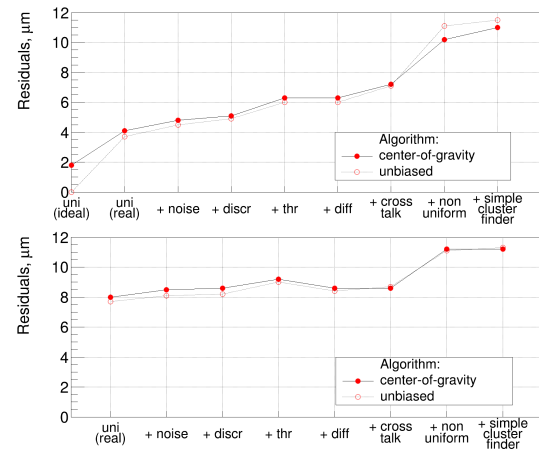 12
10
8
6
4
2
0
Residuals, μm
Algorithm:
center-of-gravity
unbiased
uni
(ideal)
uni
(real)
+ noise
+ discr
+ thr
+ diff
+ cross
talk
+ non
uniform
+ simple
cluster
finder
12
10
8
6
4
2
0
Residuals, μm
Algorithm:
center-of-gravity
unbiased
uni
(real)
+ noise
+ discr
+ thr
+ diff
+ cross
talk
+ non
uniform
+ simple
cluster
finder